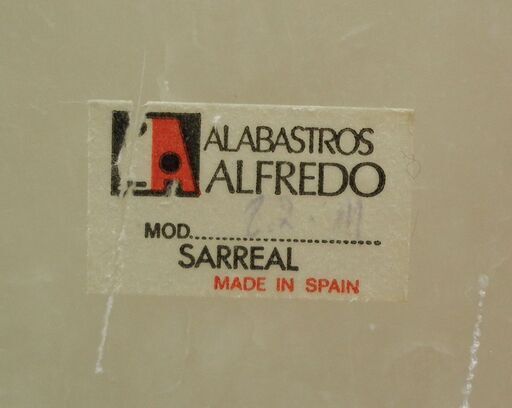 ALABASTROS
ALFREDO
MOD.
SARREAL
MADE IN SPAIN